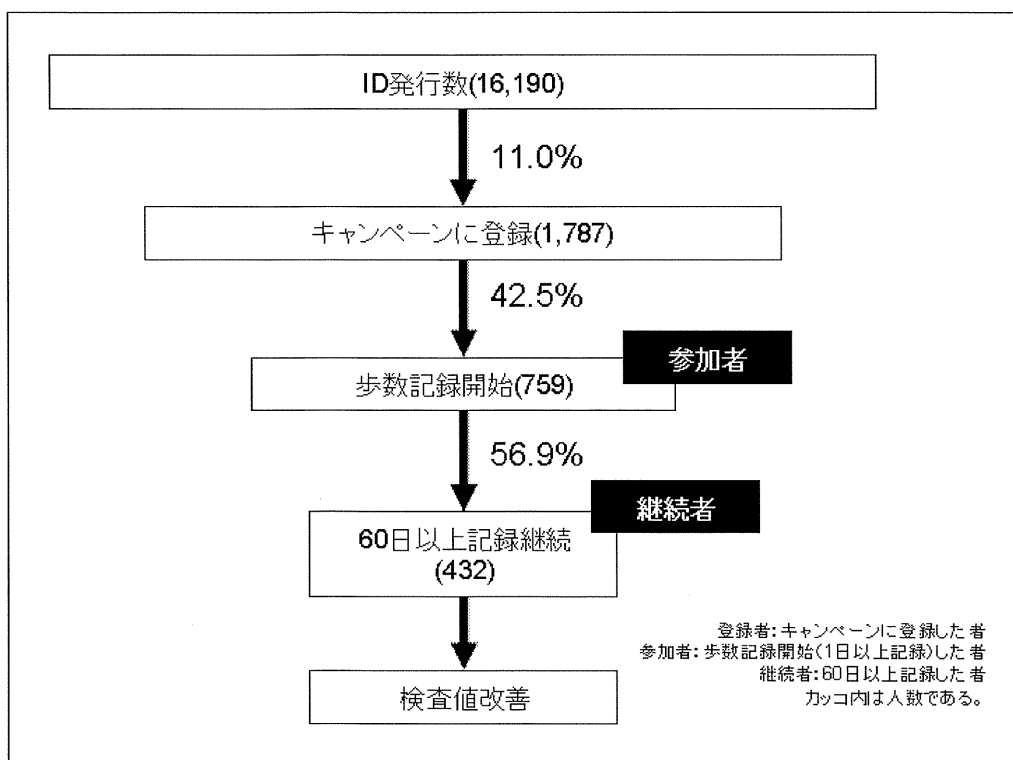 ID発行数(16,190)
11.0%
キャンペーンに登録(1,787)
42.5%
参加者
歩数記録開始(759)
56.9%
継続者
60日以上記録継続
(432)
登録者:キャンペーンに登録した者
参加者:歩数記録開始(1日以上記録)した者
継続者:60日以上記録した者
カッコ内は人数である。
検査値改善